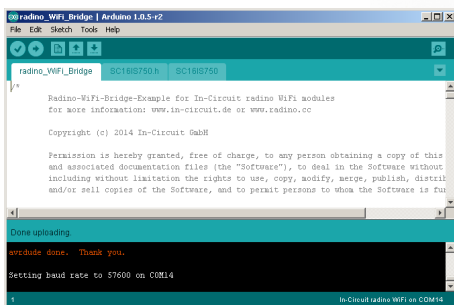 radino_WiFi_Bridge | Arduino 1.0.5-r2
File Edit Sketch Tools Help
radino_WiFi_Bridge SC16IS750 h SC16IS750
/*
Radino-WiFi-Bridge-Example for In-Circuit radino WiFi modules
for more information: www.in-circuit.de or www.radino.cc
Copyright (c) 2014 In-Circuit GmbH
Permission is hereby granted, free of charge, to any person obtaining a copy of this
and associated documentation files (the "Software"), to deal in the Software without
including without limitation the rights to use, copy, modify, merge, publish, distrib
and/or sell copies of the Software, and to permit persons to whom the Software is fu
Done uploading.
avrdude done. Thank you.
Setting baud rate to 57600 on COM14
1 In-Circuit radino WiFi on COM14